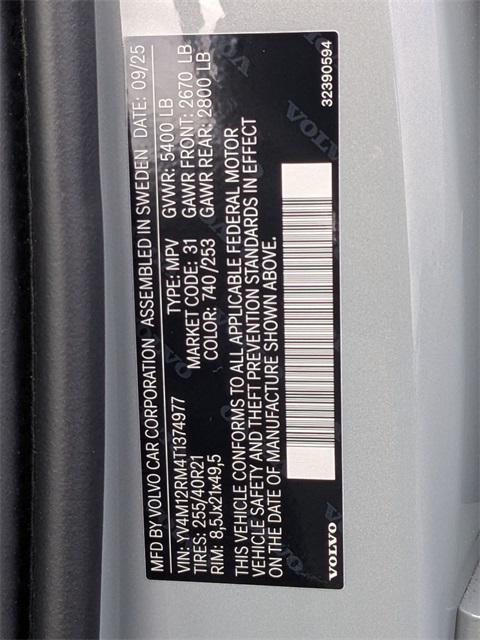 MFD BY VOLVO CAR CORPORATION ASSEMBLED IN SWEDEN DATE: 09/25
VIN: YV4M12RM4T1374977 TYPE: MPV GVWR: 5400 LB
TIRES: 255/40R21 MARKET CODE: 31 GAWR FRONT: 2670 LB
RIM: 8,5Jx21x49,5 COLOR: 740/253 GAWR REAR: 2800 LB
THIS VEHICLE CONFORMS TO ALL APPLICABLE FEDERAL MOTOR
VEHICLE SAFETY AND THEFT PREVENTION STANDARDS IN EFFECT
ON THE DATE OF MANUFACTURE SHOWN ABOVE.
VOLVO 32390594